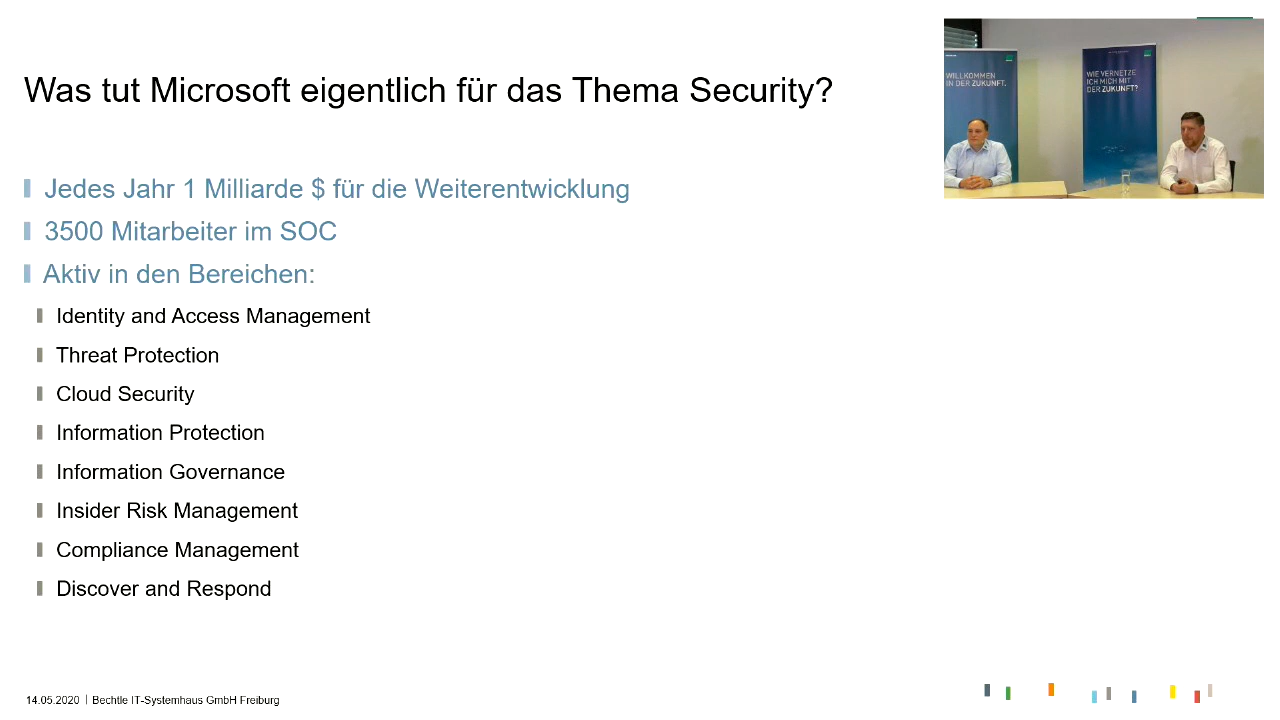 Was tut Microsoft eigentlich für das Thema Security?
WILLKOMMEN
IN DER ZUKUNFT.
WIE VERNETZE
ICH MICH MIT
DER ZUKUNFT?
Jedes Jahr 1 Milliarde $ für die Weiterentwicklung
3500 Mitarbeiter im SOC
Aktiv in den Bereichen:
Identity and Access Management
Threat Protection
Cloud Security
Information Protection
Information Governance
Insider Risk Management
Compliance Management
Discover and Respond
14.05.2020 | Bechtle IT-Systemhaus GmbH Freiburg